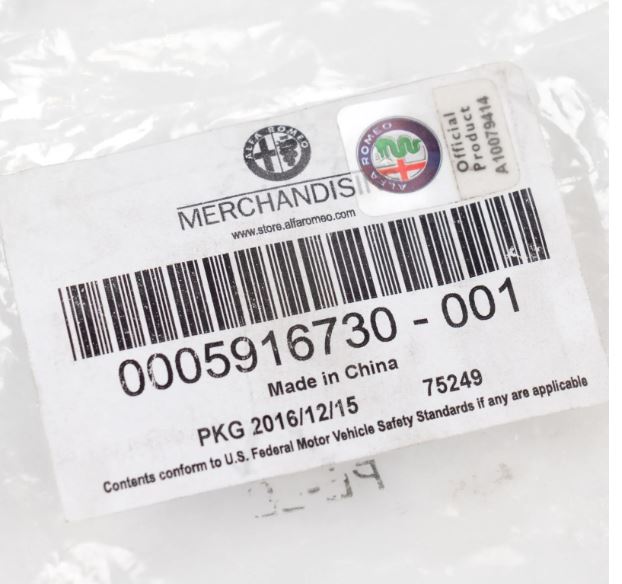 ALFA ROMEO
MERCHANDISI
www.store.alfaromeo.com
ALFA ROMEO
Official
Product
A10079414
0005916730 - 001
Made in China
PKG 2016/12/15 75249
Contents conform to U.S. Federal Motor Vehicle Safety Standards if any are applicable